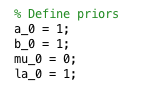 % Define priors
a_0 = 1;
b_0 = 1;
mu_0 = 0;
la_0 = 1;